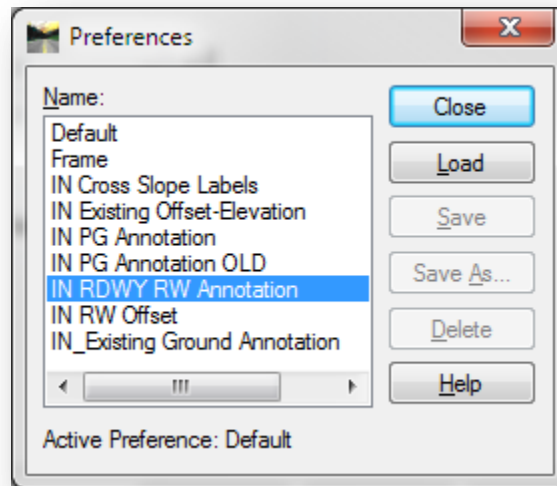 Preferences
Name:
Default
Frame
IN Cross Slope Labels
IN Existing Offset-Elevation
IN PG Annotation
IN PG Annotation OLD
IN RDWY RW Annotation
IN RW Offset
IN_Existing Ground Annotation
Close
Load
Save
Save As...
Delete
Help
Active Preference: Default